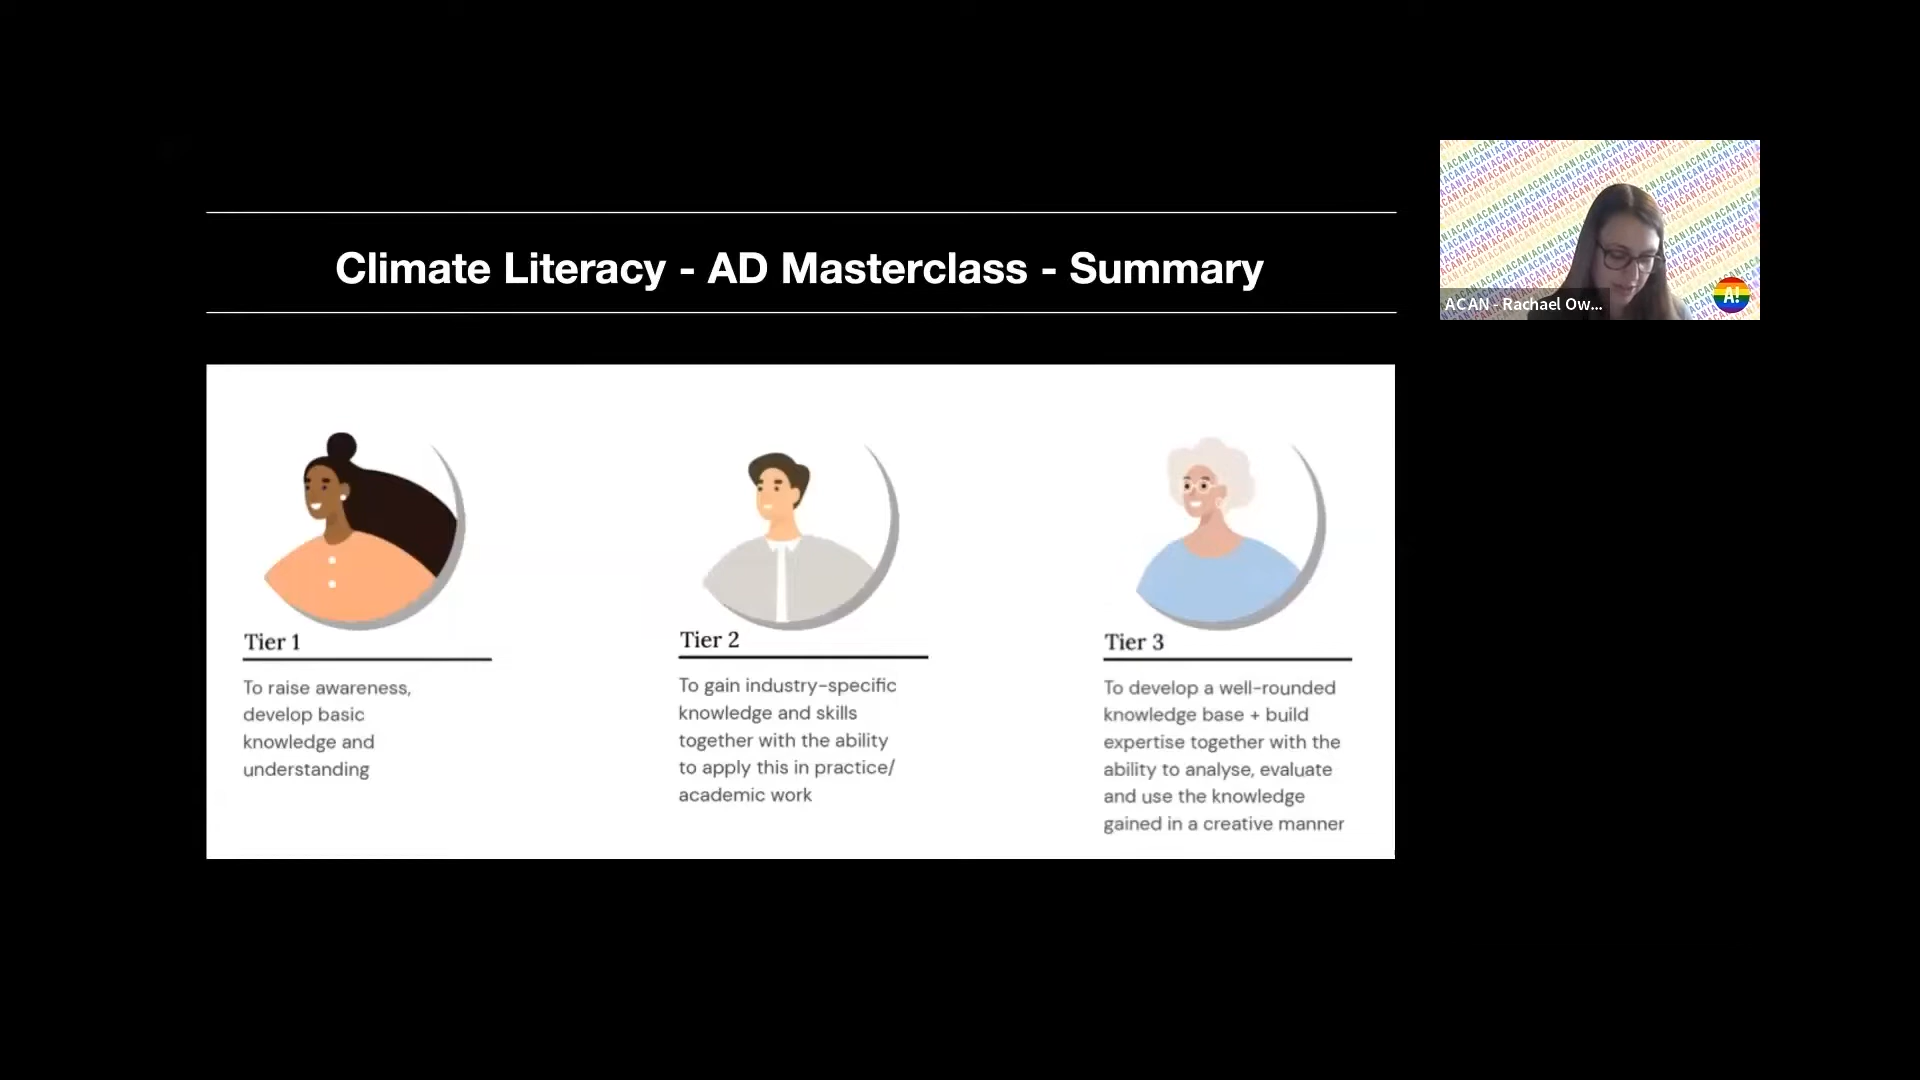 Climate Literacy - AD Masterclass - Summary
ACAN - Rachael Ow...
A!
Tier 1
To raise awareness,
develop basic
knowledge and
understanding
Tier 2
To gain industry-specific
knowledge and skills
together with the ability
to apply this in practice/
academic work
Tier 3
To develop a well-rounded
knowledge base + build
expertise together with the
ability to analyse, evaluate
and use the knowledge
gained in a creative manner